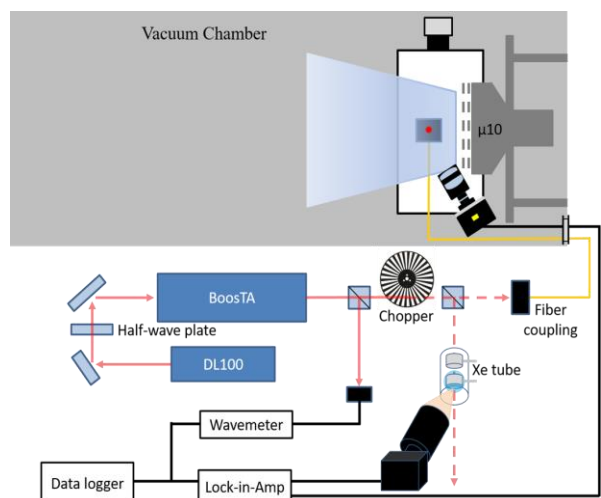 Vacuum Chamber
μ10
BoosTA
Chopper
Fiber
coupling
Half-wave plate
DL100
Xe tube
Wavemeter
Data logger
Lock-in-Amp